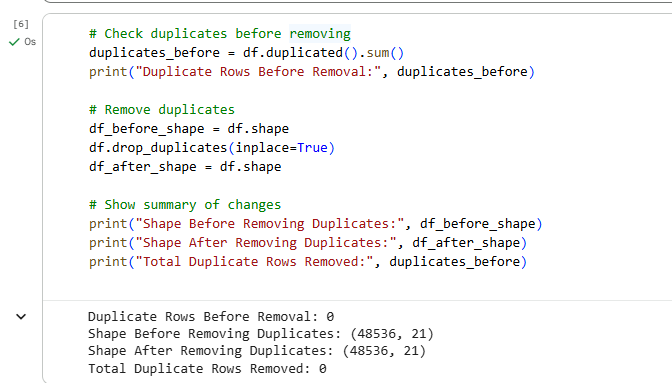 [6]
0s
# Check duplicates before removing
duplicates_before = df.duplicated().sum()
print("Duplicate Rows Before Removal:", duplicates_before)
# Remove duplicates
df_before_shape = df.shape
df.drop_duplicates(inplace=True)
df_after_shape = df.shape
# Show summary of changes
print("Shape Before Removing Duplicates:", df_before_shape)
print("Shape After Removing Duplicates:", df_after_shape)
print("Total Duplicate Rows Removed:", duplicates_before)
Duplicate Rows Before Removal: 0
Shape Before Removing Duplicates: (48536, 21)
Shape After Removing Duplicates: (48536, 21)
Total Duplicate Rows Removed: 0